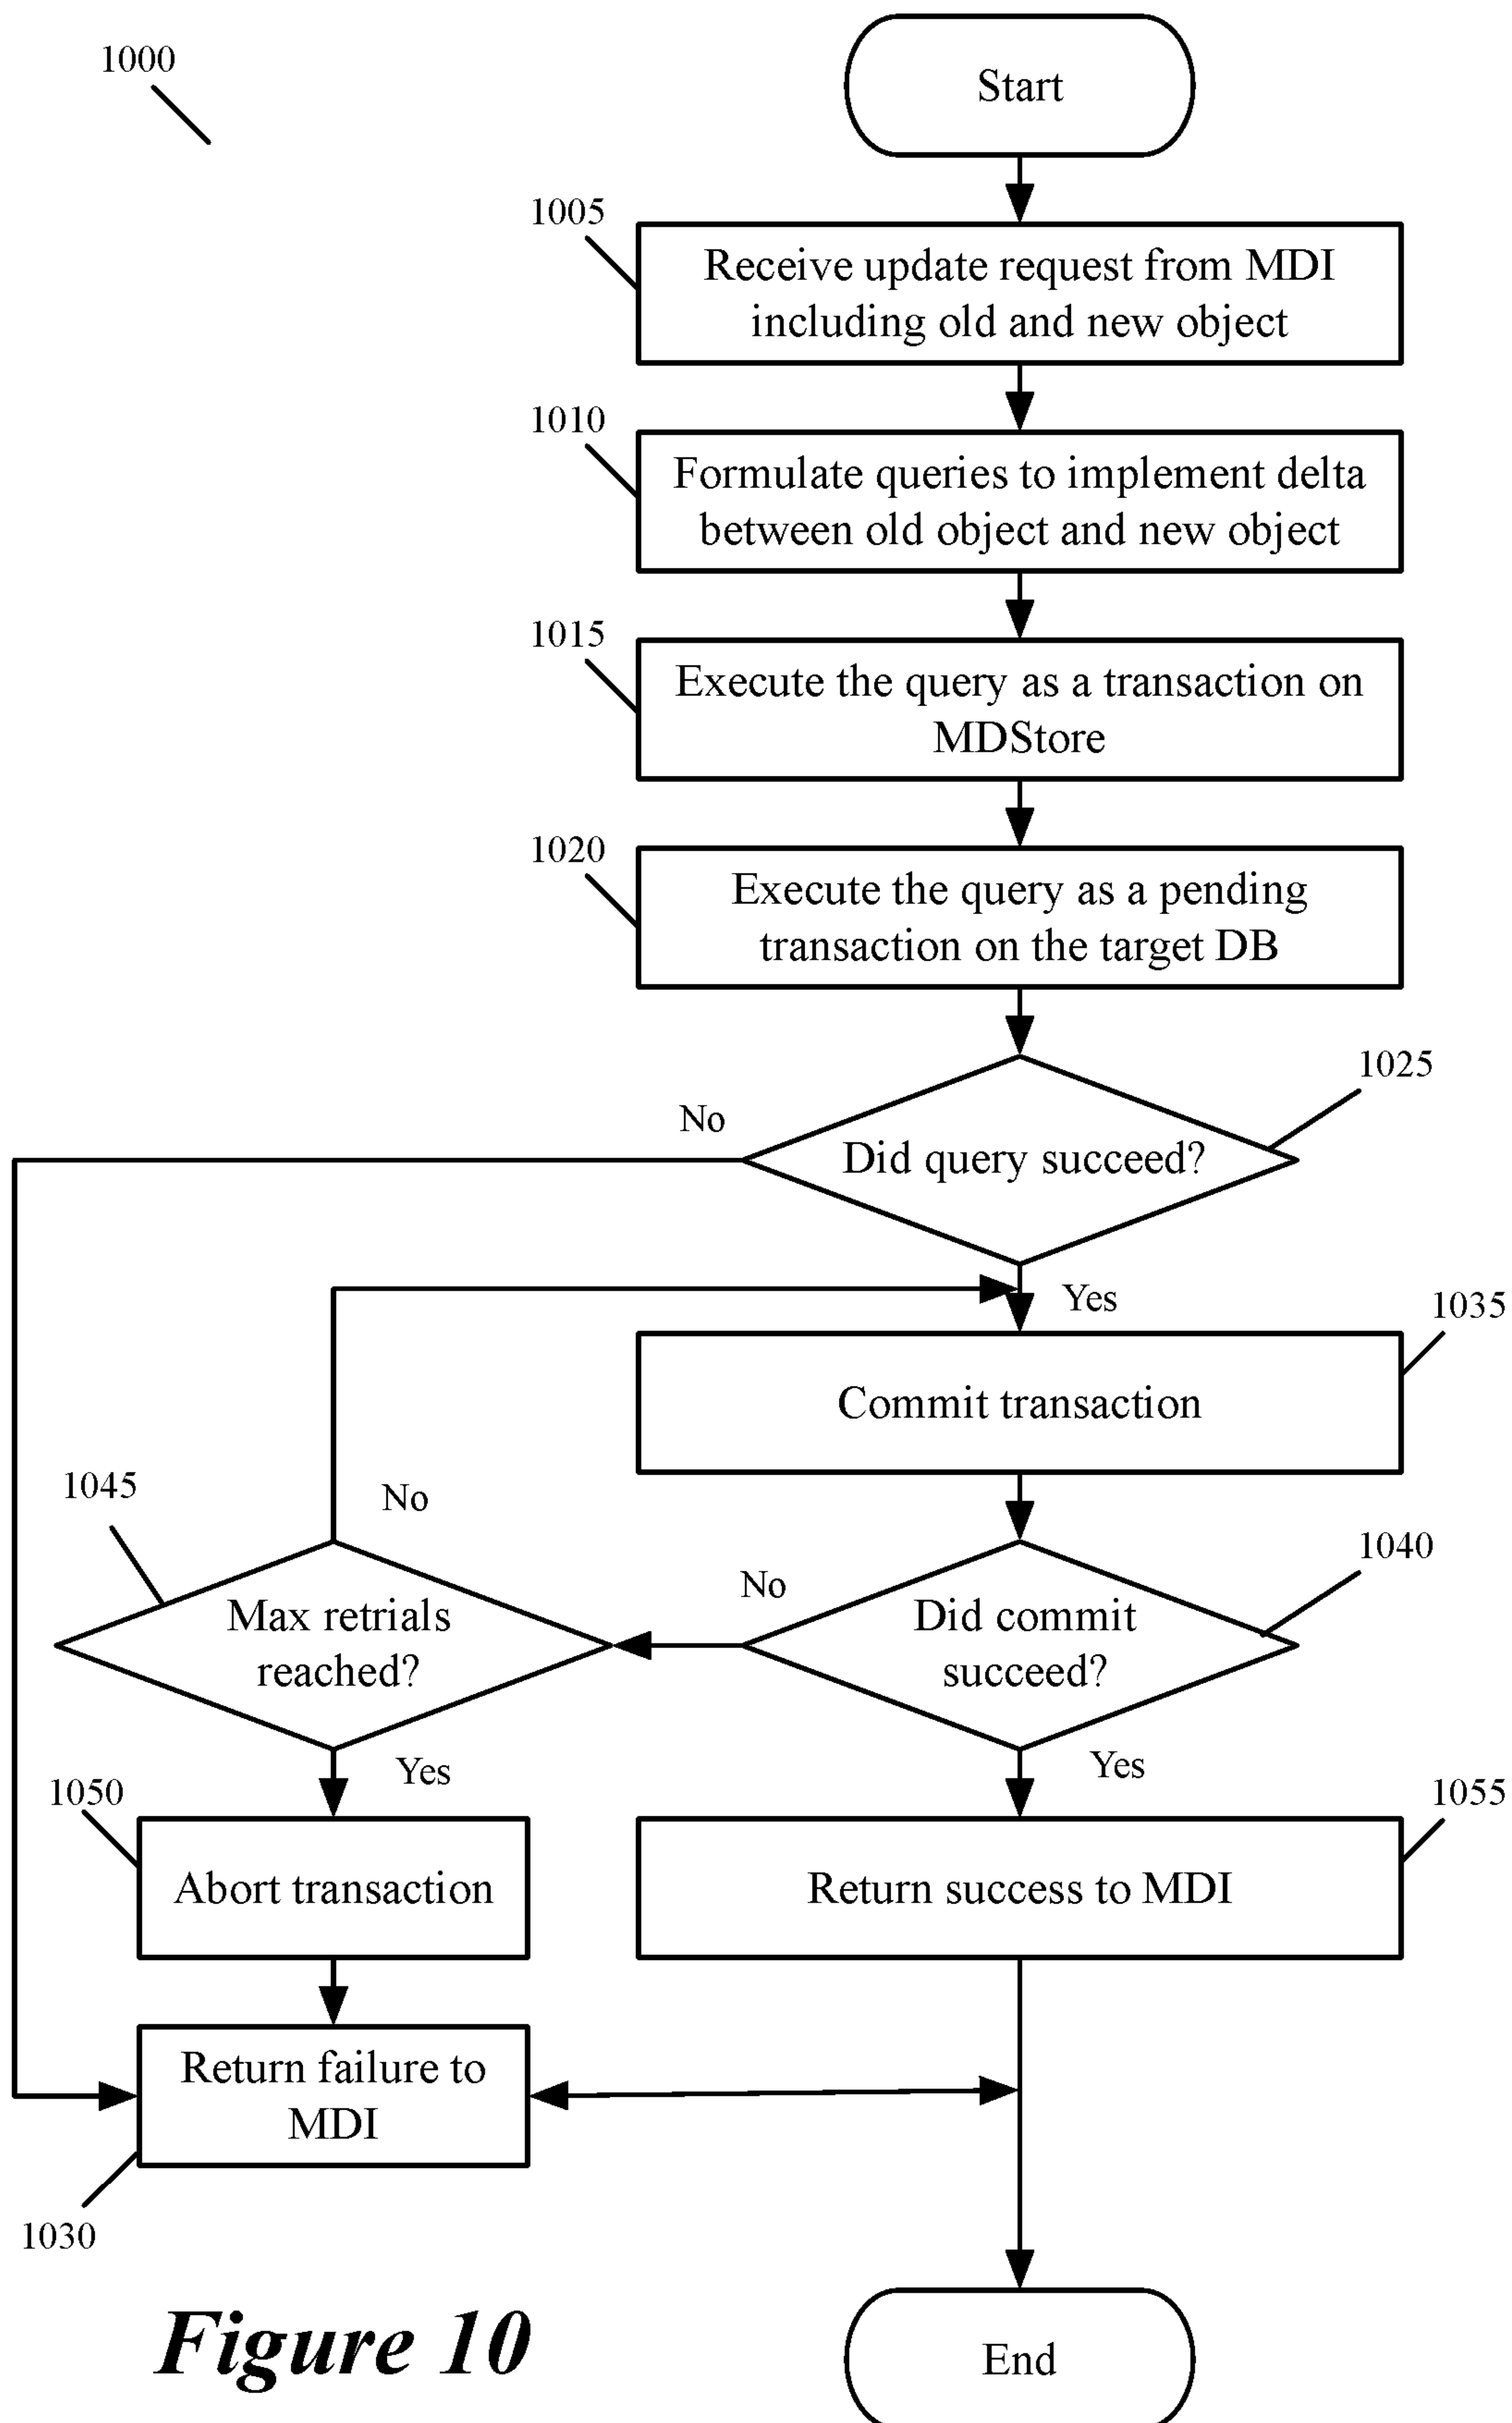 1000
Start
1005
Receive update request from MDI
including old and new object
1010
Formulate queries to implement delta
between old object and new object
1015
Execute the query as a transaction on
MDStore
1020
Execute the query as a pending
transaction on the target DB
1025
No
Did query succeed?
Yes
1035
Commit transaction
1045
No
1040
No
Max retrials
reached?
Did commit
succeed?
Yes
Yes
1050
1055
Abort transaction
Return success to MDI
Return failure to
MDI
1030
Figure 10
End